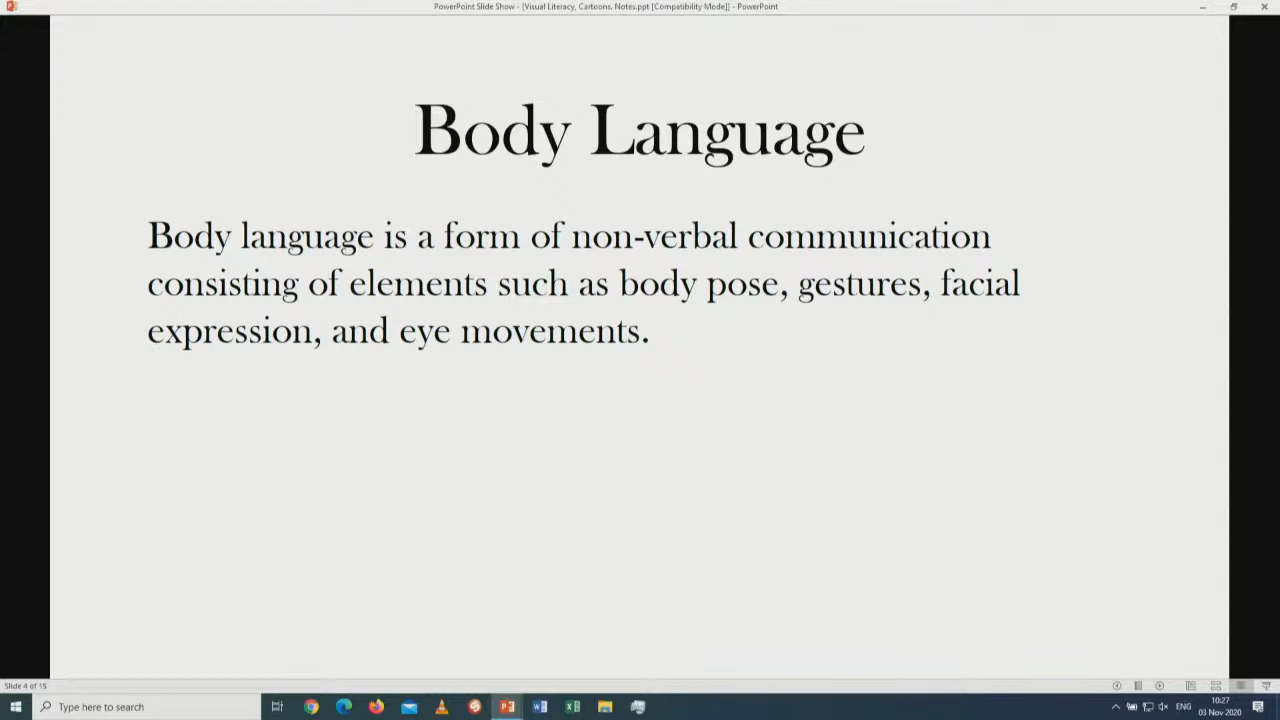 PowerPoint Slide Show - [Visual Literacy, Cartoons. Notes.ppt [Compatibility Mode]] - PowerPoint
Body Language
Body language is a form of non-verbal communication
consisting of elements such as body pose, gestures, facial
expression, and eye movements.
Slide 4 of 15
Type here to search
ENG
10:27
03 Nov 2020